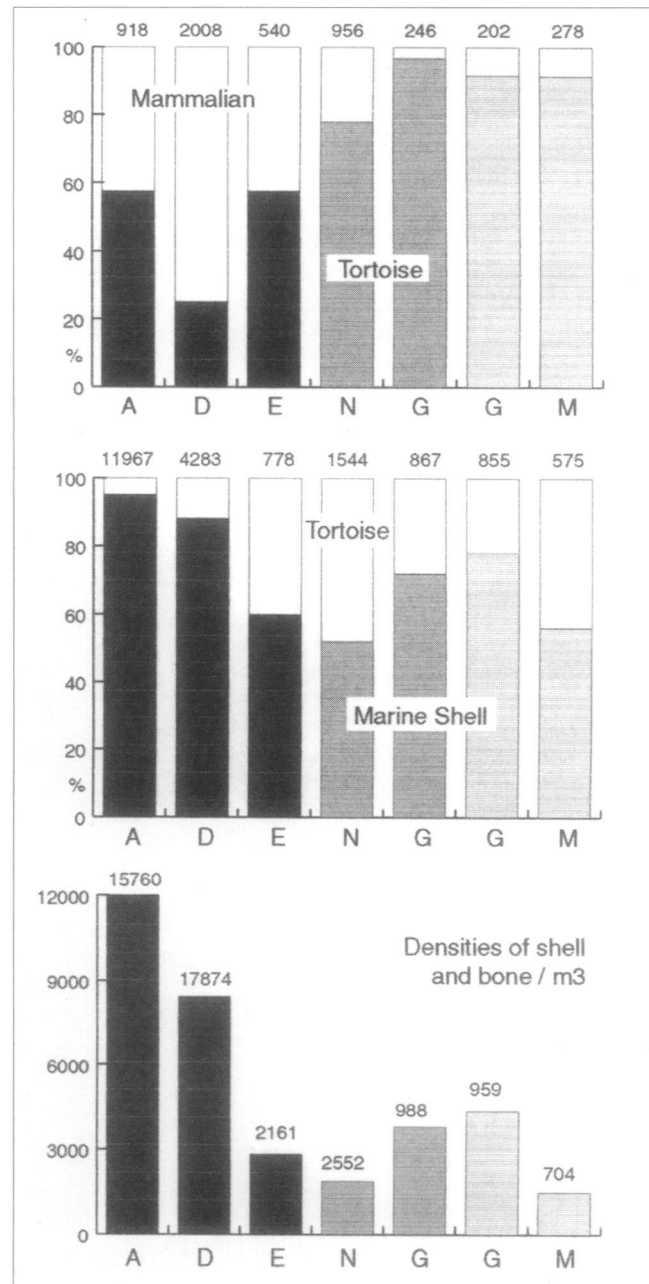 918 2008 540 956 246 202 278
100
Mammalian
80
60
40
Tortoise
20
%
0
A D E N G G M
11967 4283 778 1544 867 855 575
100
Tortoise
80
60
40
Marine Shell
20
%
0
A D E N G G M
15760
12000
Densities of shell
and bone / m3
17874
9000
6000
959
988
3000
2161
2552
704
0
A D E N G G M